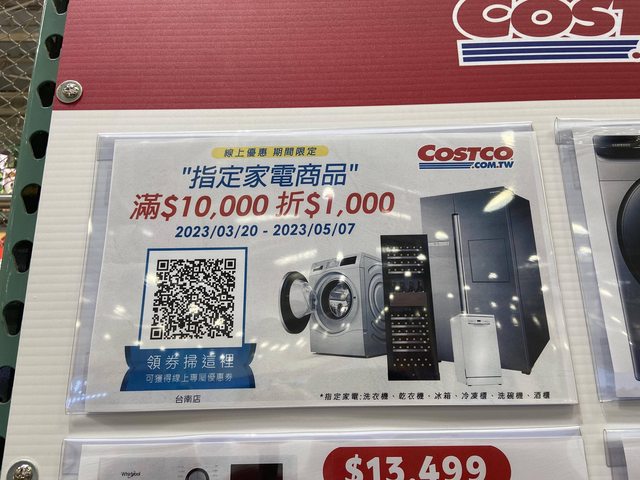 COST
線上優惠 期間限定
"指定家電商品"
滿$10,000 折$1,000
2023/03/20 - 2023/05/07
COSTCO
.COM.TW
領券掃這裡
可獲得線上專屬優惠券
台南店
*指定家電:洗衣機、乾衣機、冰箱、冷凍櫃、洗碗機、酒櫃
Whirlpool
$13,499